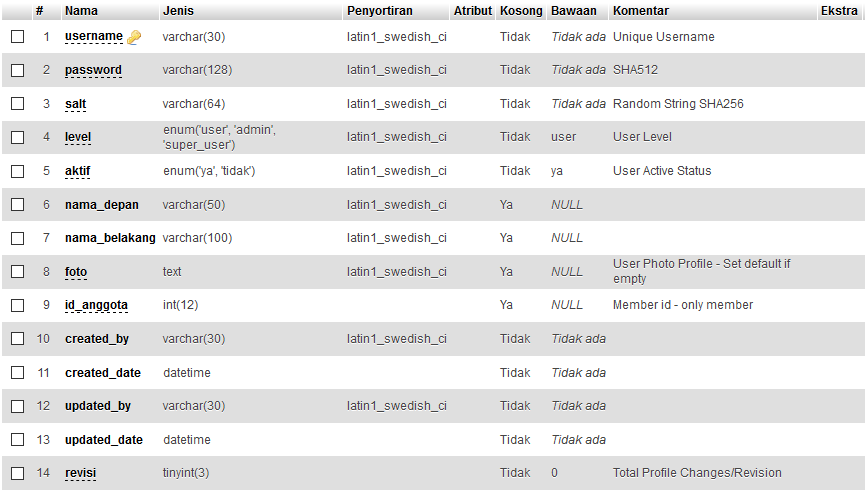 # Nama Jenis Penyortiran Atribut Kosong Bawaan Komentar Ekstra
1 username varchar(30) latin1_swedish_ci Tidak Tidak ada Unique Username
2 password varchar(128) latin1_swedish_ci Tidak Tidak ada SHA512
3 salt varchar(64) latin1_swedish_ci Tidak Tidak ada Random String SHA256
4 level enum('user', 'admin', 'super_user') latin1_swedish_ci Tidak user User Level
5 aktif enum('ya', 'tidak') latin1_swedish_ci Tidak ya User Active Status
6 nama_depan varchar(50) latin1_swedish_ci Ya NULL
7 nama_belakang varchar(100) latin1_swedish_ci Ya NULL
8 foto text latin1_swedish_ci Ya NULL User Photo Profile - Set default if empty
9 id_anggota int(12) Ya NULL Member id - only member
10 created_by varchar(30) latin1_swedish_ci Tidak Tidak ada
11 created_date datetime Tidak Tidak ada
12 updated_by varchar(30) latin1_swedish_ci Tidak Tidak ada
13 updated_date datetime Tidak Tidak ada
14 revisi tinyint(3) Tidak 0 Total Profile Changes/Revision